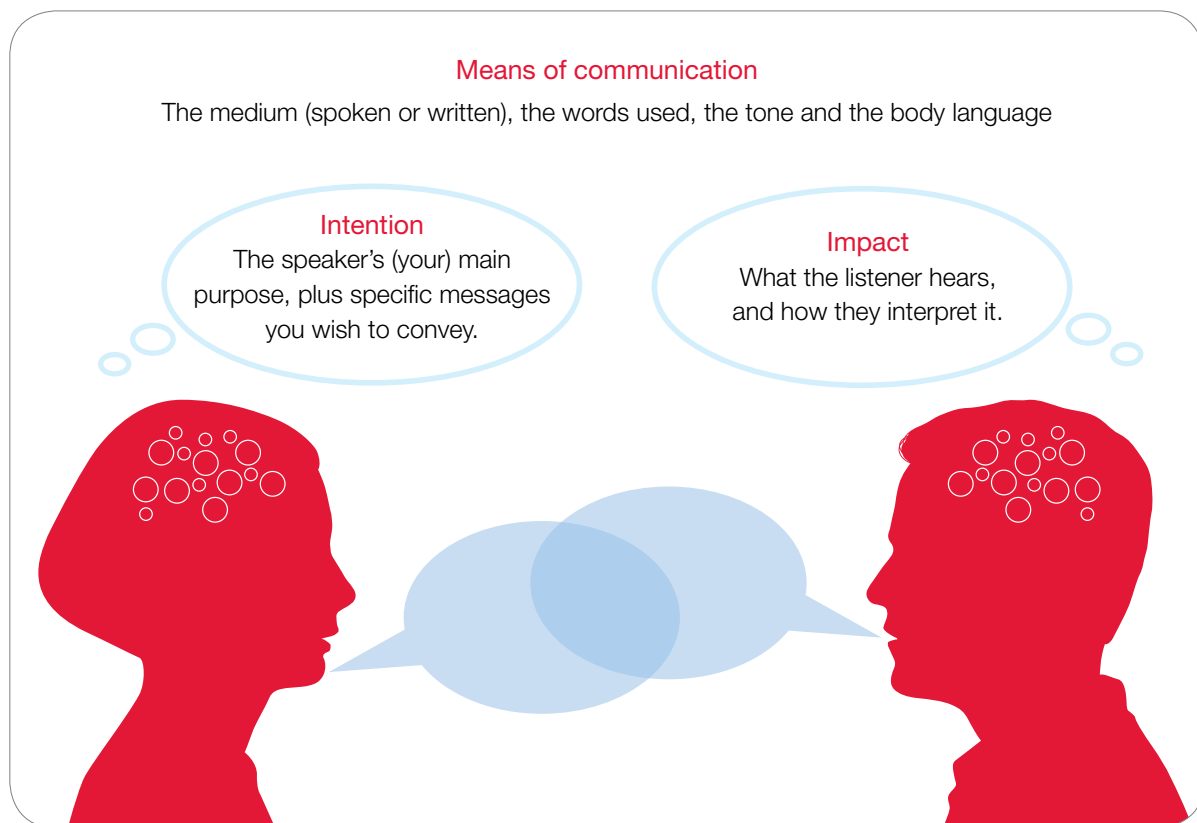 Means of communication
The medium (spoken or written), the words used, the tone and the body language
Intention
The speaker's (your) main
purpose, plus specific messages
you wish to convey.
Impact
What the listener hears,
and how they interpret it.